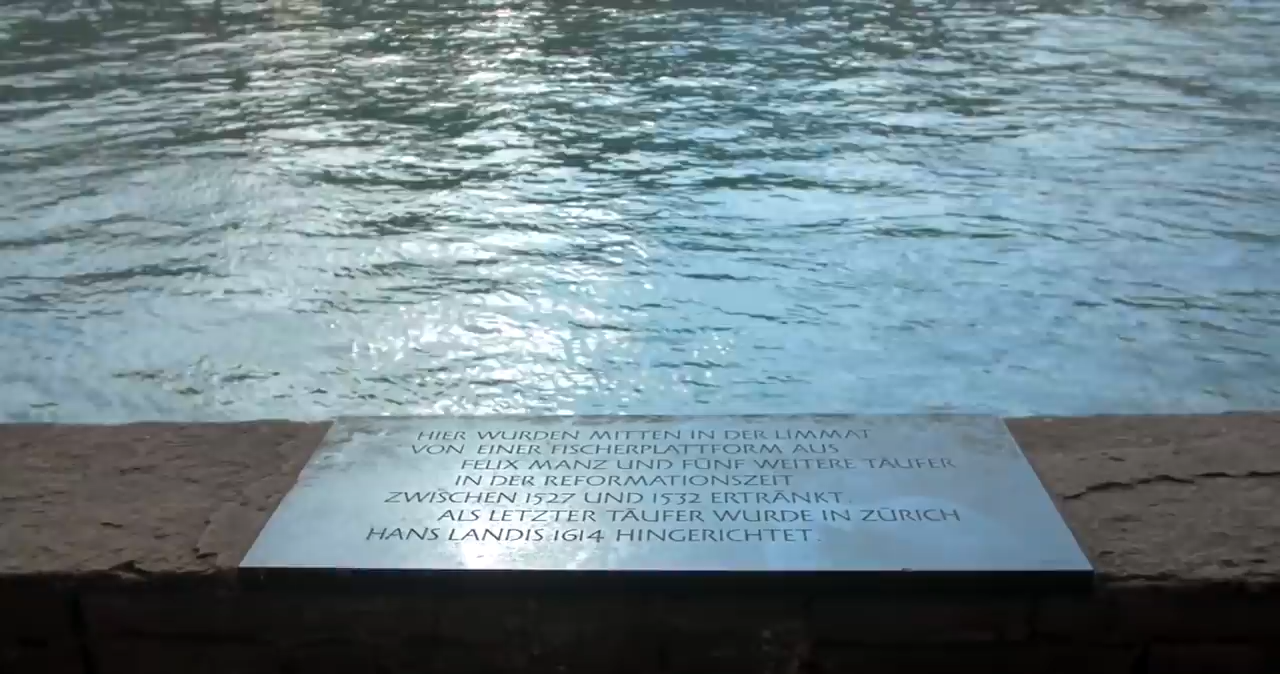 HIER WURDEN MITTEN IN DER LIMMAT
VON EINER FISCHERPLATTFORM AUS
FELIX MANZ UND FÜNF WEITERE TÄUFER
IN DER REFORMATIONSZEIT
ZWISCHEN 1527 UND 1532 ERTRÄNKT.
ALS LETZTER TÄUFER WURDE IN ZÜRICH
HANS LANDIS 1614 HINGERICHTET.